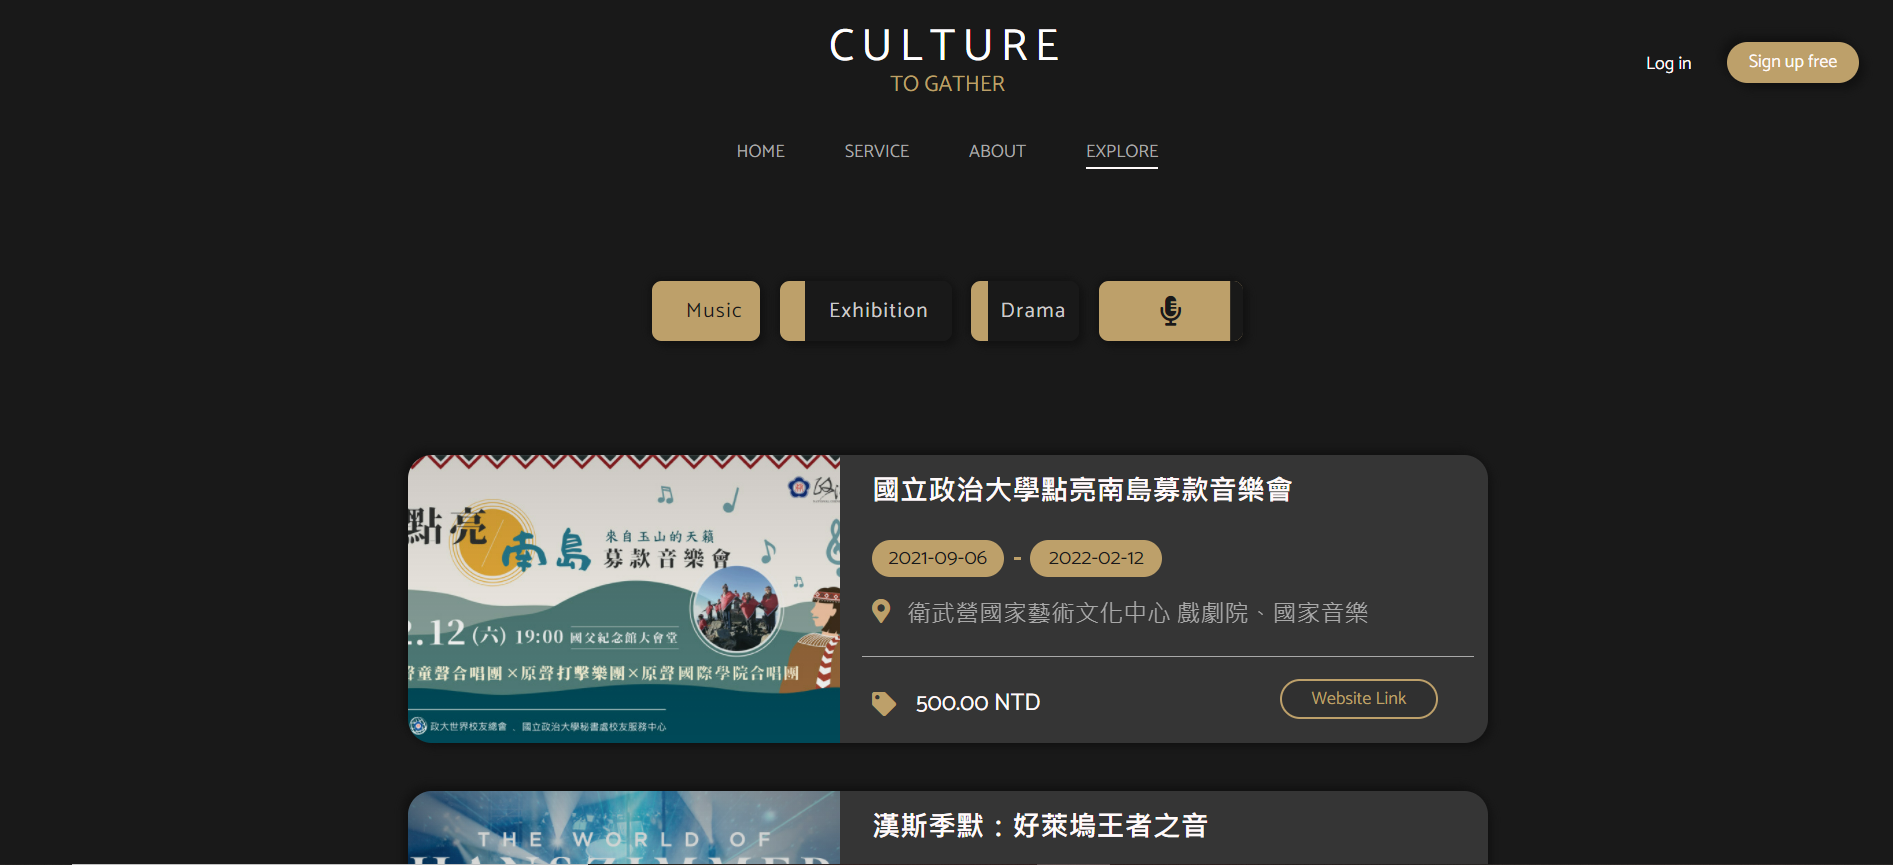 CULTURE
TO GATHER
Log in
Sign up free
HOME
SERVICE
ABOUT
EXPLORE
Music
Exhibition
Drama
點亮
南島
來自玉山的天籟
募款音樂會
.12 (六) 19:00 國父紀念館大會堂
聲童聲合唱團×原聲打擊樂團×原聲國際學院合唱團
政大世界校友總會 . 國立政治大學秘書處校友服務中心
國立政治大學點亮南島募款音樂會
2021-09-06 - 2022-02-12
衛武營國家藝術文化中心 戲劇院、國家音樂
500.00 NTD
Website Link
THE WORLD OF
HANS ZIMMER
漢斯季默：好萊塢王者之音